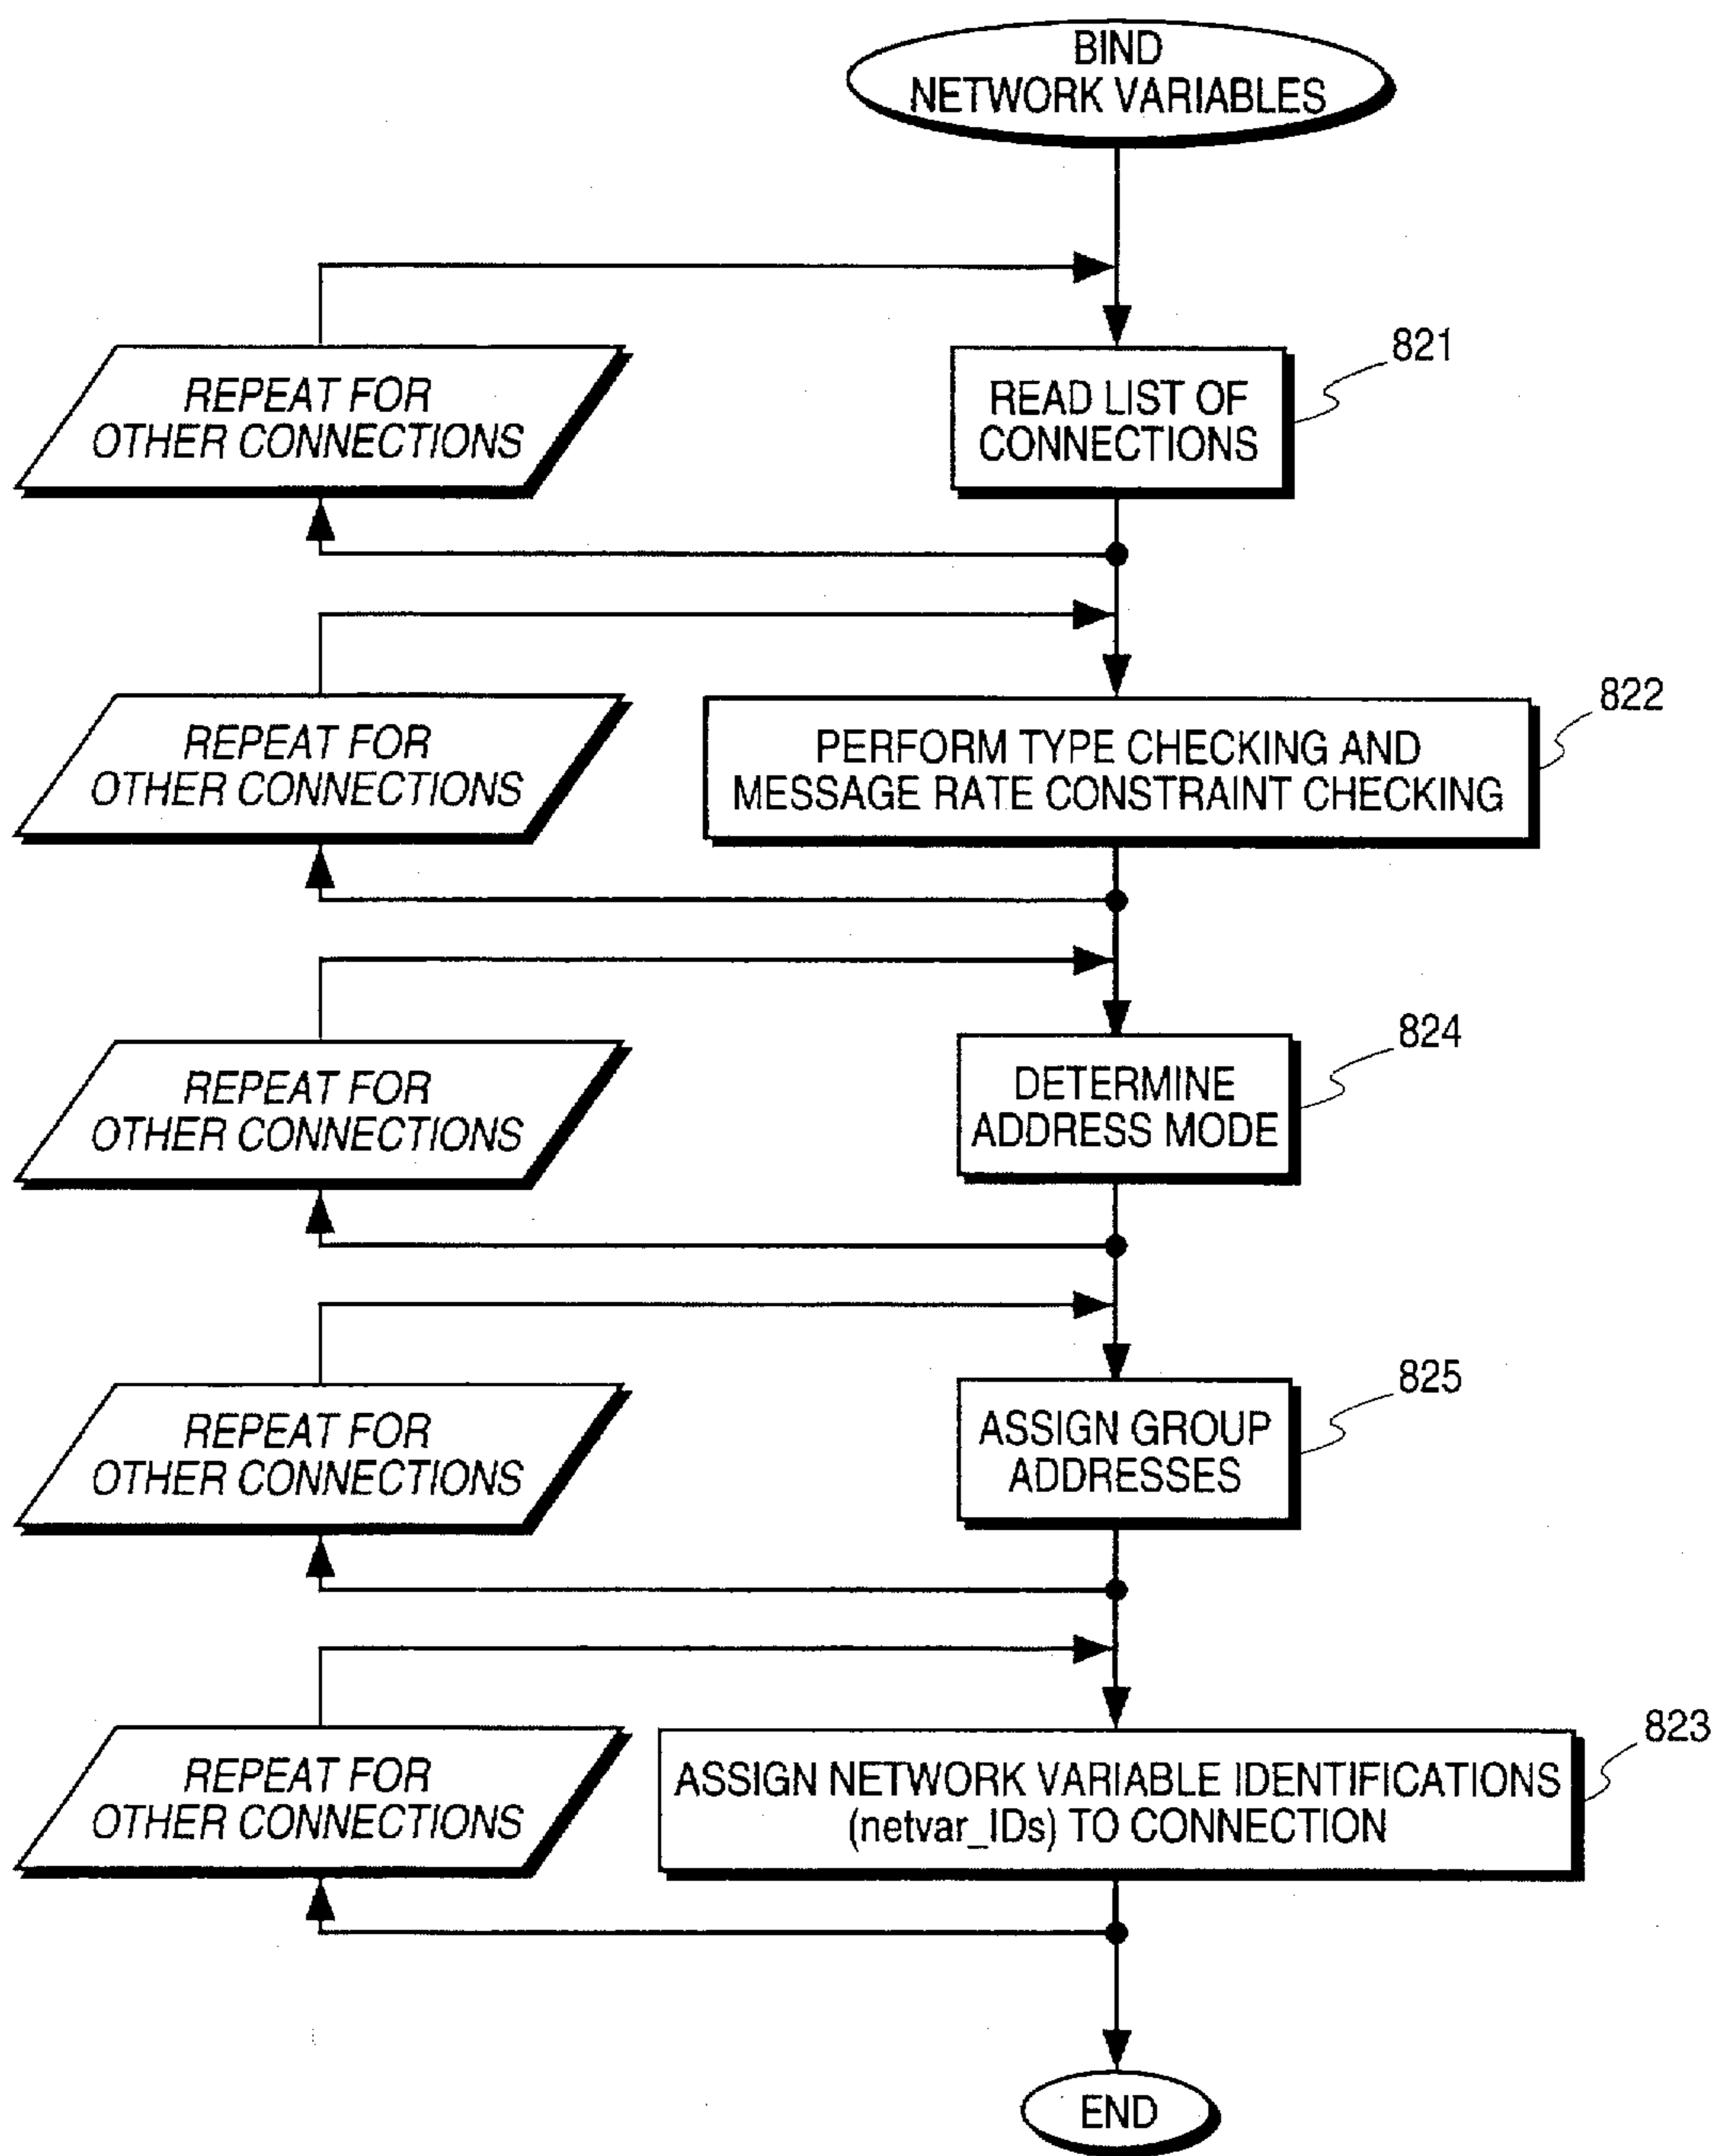 BIND
NETWORK VARIABLES
REPEAT FOR
OTHER CONNECTIONS
READ LIST OF
CONNECTIONS
821
REPEAT FOR
OTHER CONNECTIONS
PERFORM TYPE CHECKING AND
MESSAGE RATE CONSTRAINT CHECKING
822
REPEAT FOR
OTHER CONNECTIONS
DETERMINE
ADDRESS MODE
824
REPEAT FOR
OTHER CONNECTIONS
ASSIGN GROUP
ADDRESSES
825
REPEAT FOR
OTHER CONNECTIONS
ASSIGN NETWORK VARIABLE IDENTIFICATIONS
(netvar_IDs) TO CONNECTION
823
END